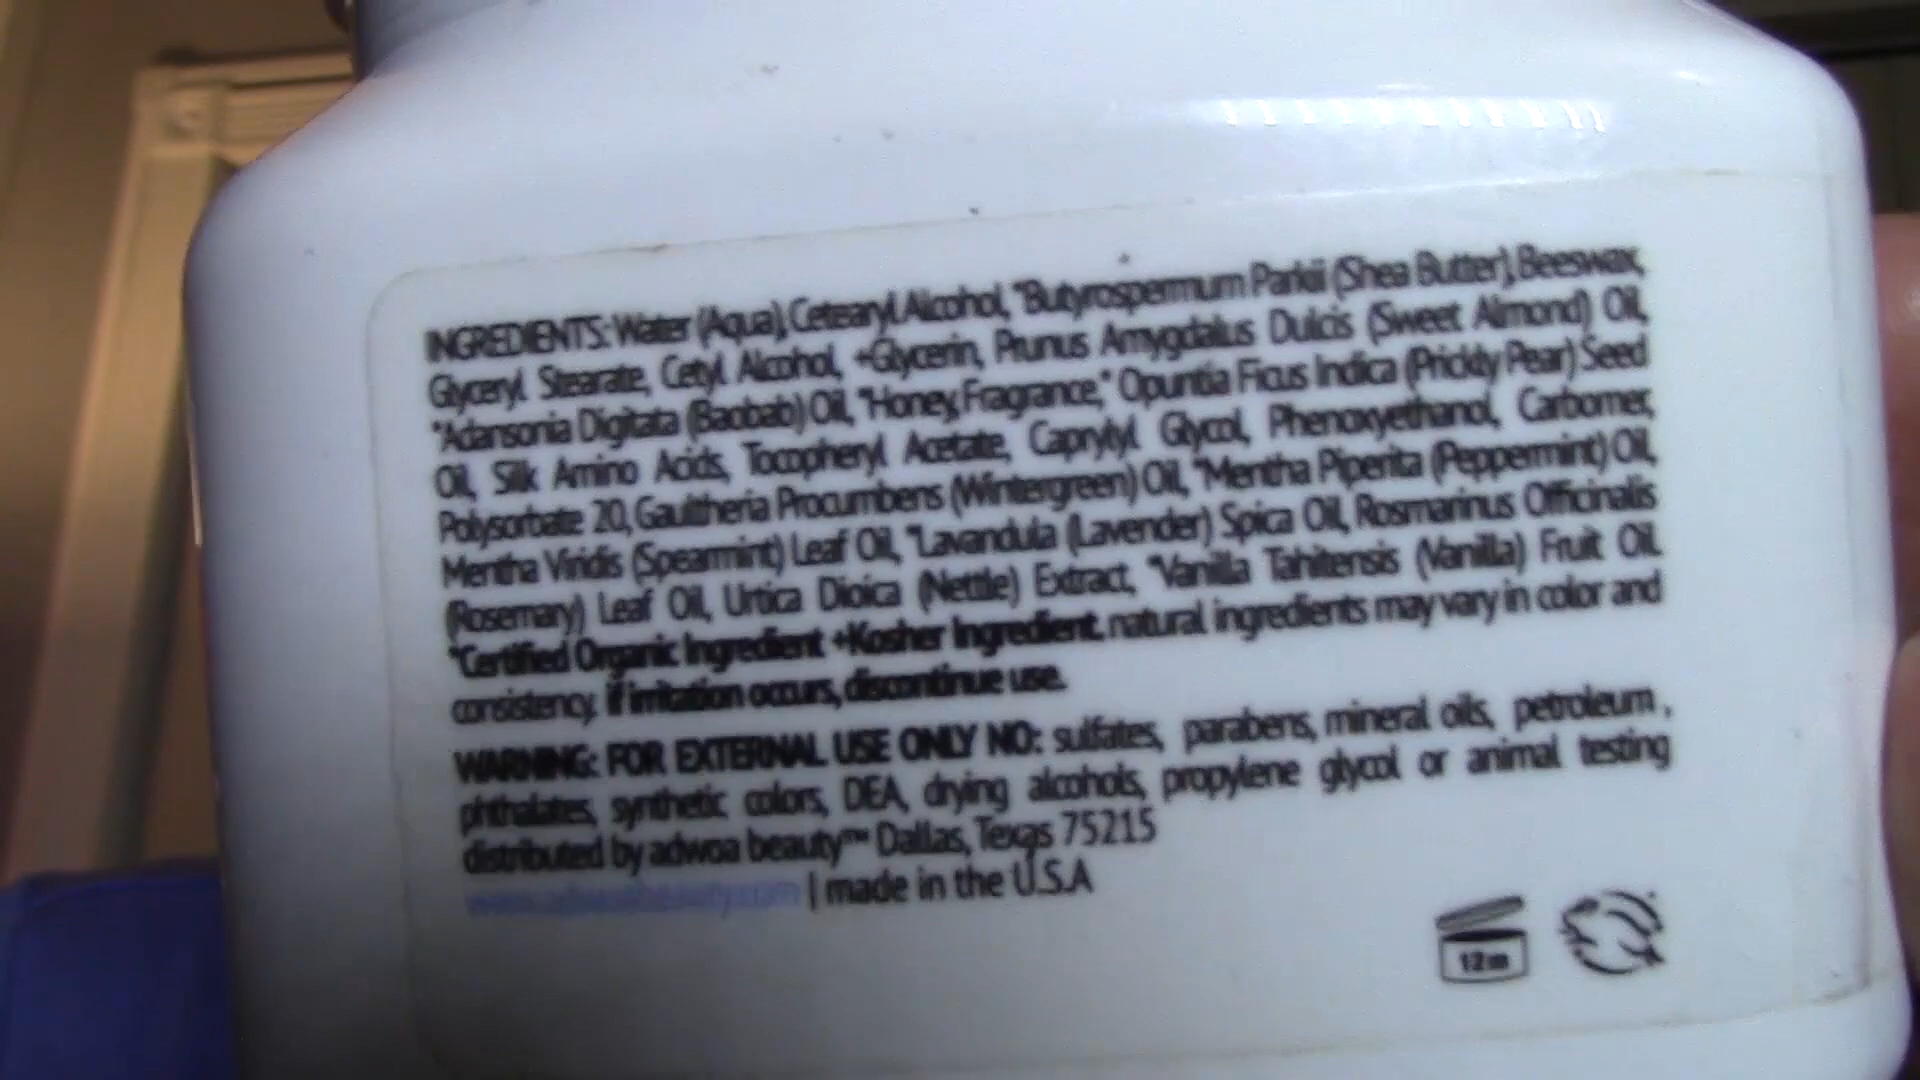 INGREDIENTS: Water (Aqua), Cetearyl Alcohol, *Butyrospermum Parkii (Shea Butter), Beeswax,
Glyceryl Stearate, Cetyl Alcohol, +Glycerin, Prunus Amygdalus Dulcis (Sweet Almond) Oil,
*Adansonia Digitata (Baobab) Oil, *Honey, Fragrance, * Opuntia Ficus Indica (Prickly Pear) Seed
Oil, Silk Amino Acids, Tocopheryl Acetate, Caprylyl Glycol, Phenoxyethanol, Carbomer,
Polysorbate 20, Gaultheria Procumbens (Wintergreen) Oil, *Mentha Piperita (Peppermint) Oil,
Mentha Viridis (Spearmint) Leaf Oil, *Lavandula (Lavender) Spica Oil, Rosmarinus Officinalis
(Rosemary) Leaf Oil, Urtica Dioica (Nettle) Extract, *Vanilla Tahitensis (Vanilla) Fruit Oil.
*Certified Organic Ingredient +Kosher Ingredient. natural ingredients may vary in color and
consistency. if irritation occurs, discontinue use.
WARNING: FOR EXTERNAL USE ONLY NO: sulfates, parabens, mineral oils, petroleum,
phthalates, synthetic colors, DEA, drying alcohols, propylene glycol or animal testing
distributed by adwoa beauty™ Dallas, Texas 75215
www.adwoabeauty.com | made in the U.S.A
12m